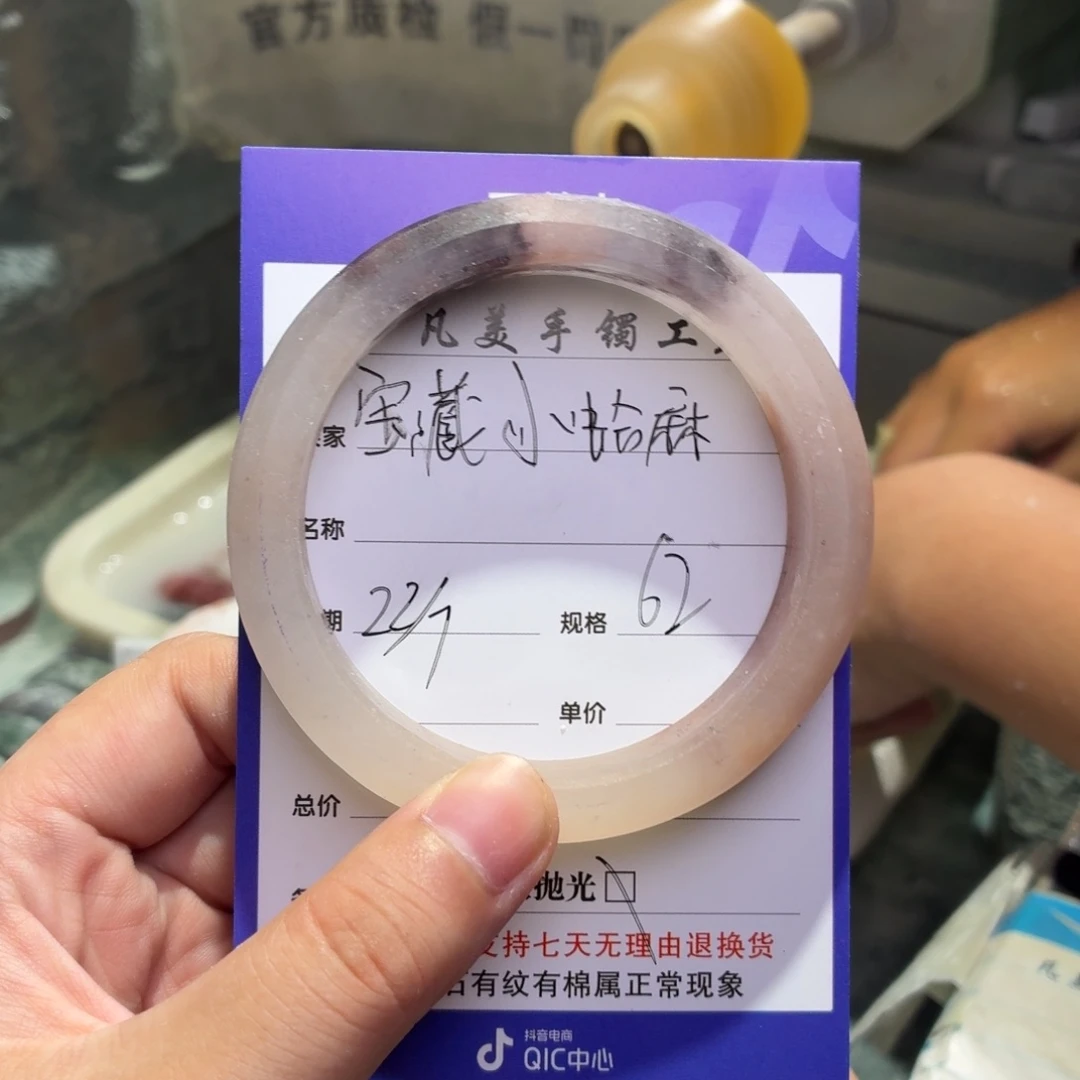 官方质检 假一罚
凡美手镯工
家 宝藏小蛤麻
名称
期 22/7 规格 62
单价
总价
抛光□
支持七天无理由退换货
石有纹有棉属正常现象
抖音电商
QIC中心